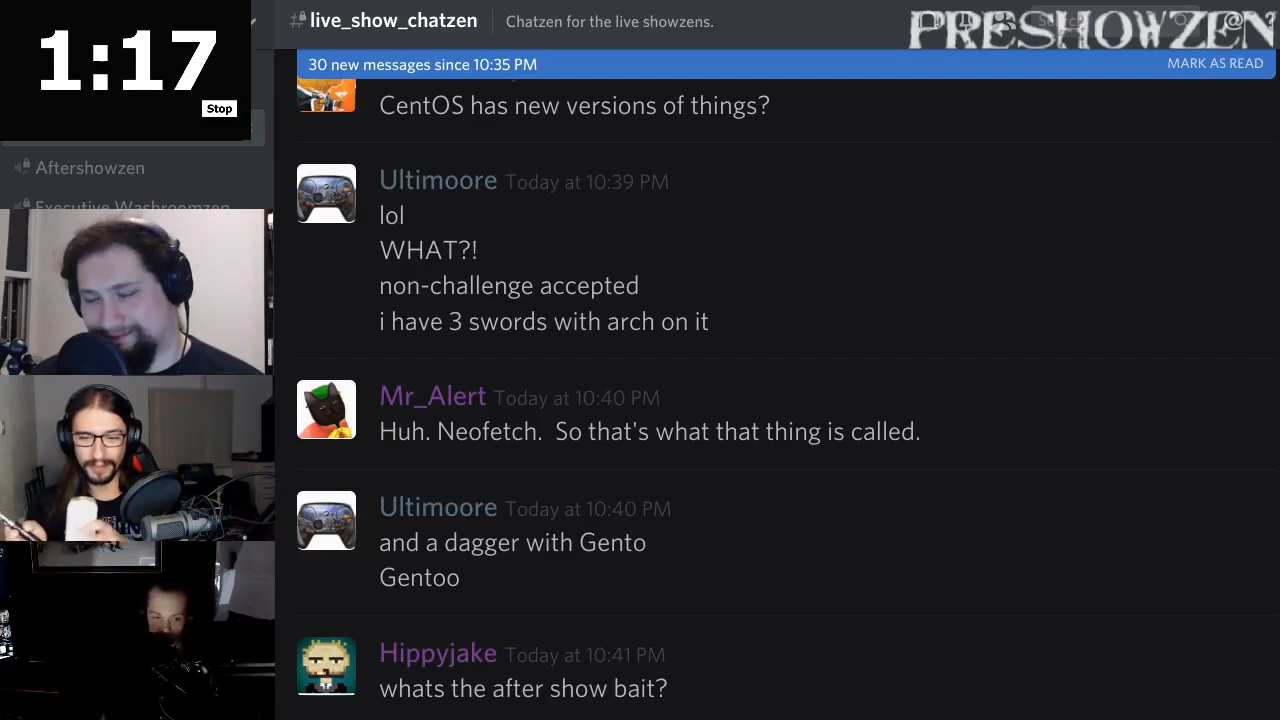 1:17
Stop
Aftershowzen
Executive Washroomzen
live_show_chatzen
Chatzen for the live showzens.
PRESHOWZEN
30 new messages since 10:35 PM
MARK AS READ
CentOS has new versions of things?
Ultimoore Today at 10:39 PM
lol
WHAT?!
non-challenge accepted
i have 3 swords with arch on it
Mr_Alert Today at 10:40 PM
Huh. Neofetch.  So that's what that thing is called.
Ultimoore Today at 10:40 PM
and a dagger with Gento
Gentoo
Hippyjake Today at 10:41 PM
whats the after show bait?